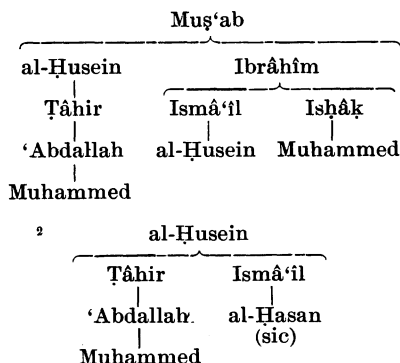 Muṣ‘ab
al-Ḥusein Ibrâhîm
Ṭâhir Ismâ‘îl Isḥâḳ
‘Abdallah al-Ḥusein Muhammed
Muhammed
² al-Ḥusein
Ṭâhir Ismâ‘îl
‘Abdallah. al-Ḥasan
(sic)
Muhammed